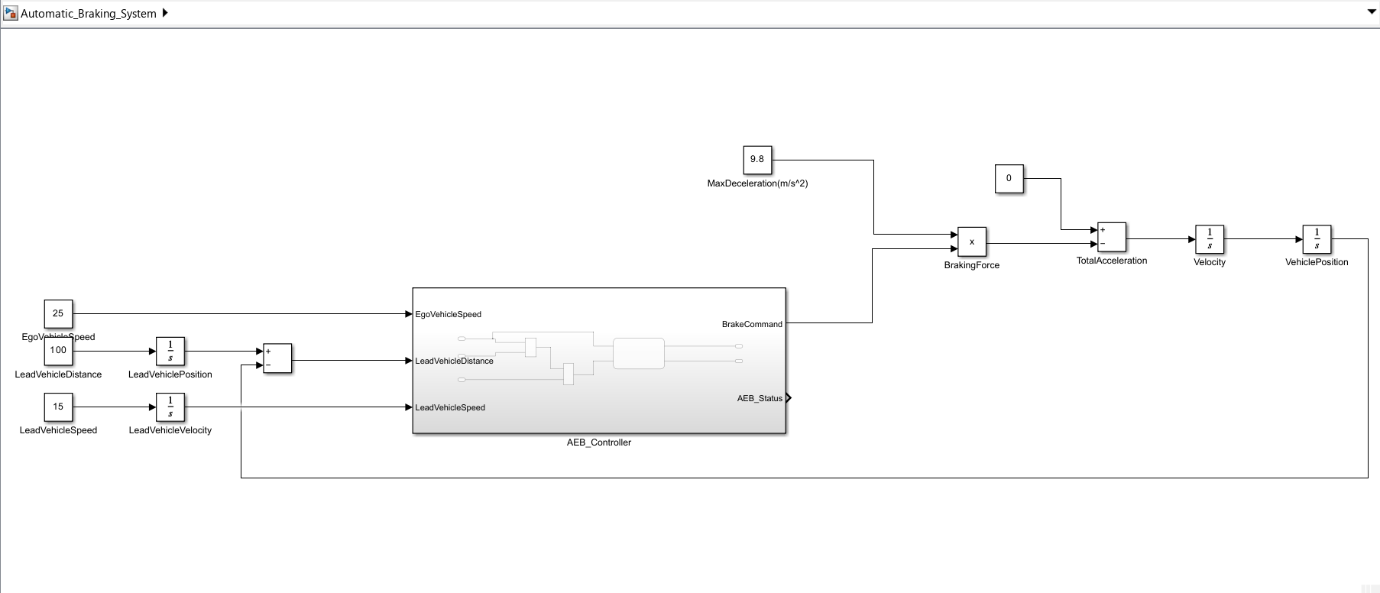 Automatic_Braking_System
9.8
MaxDeceleration(m/s^2)
0
+
−
TotalAcceleration
1
s
Velocity
1
s
VehiclePosition
x
BrakingForce
25
EgoVehicleSpeed
EgoVehicleSpeed
BrakeCommand
100
LeadVehicleDistance
1
s
LeadVehiclePosition
+
−
LeadVehicleDistance
15
LeadVehicleSpeed
1
s
LeadVehicleVelocity
LeadVehicleSpeed
AEB_Status
AEB_Controller